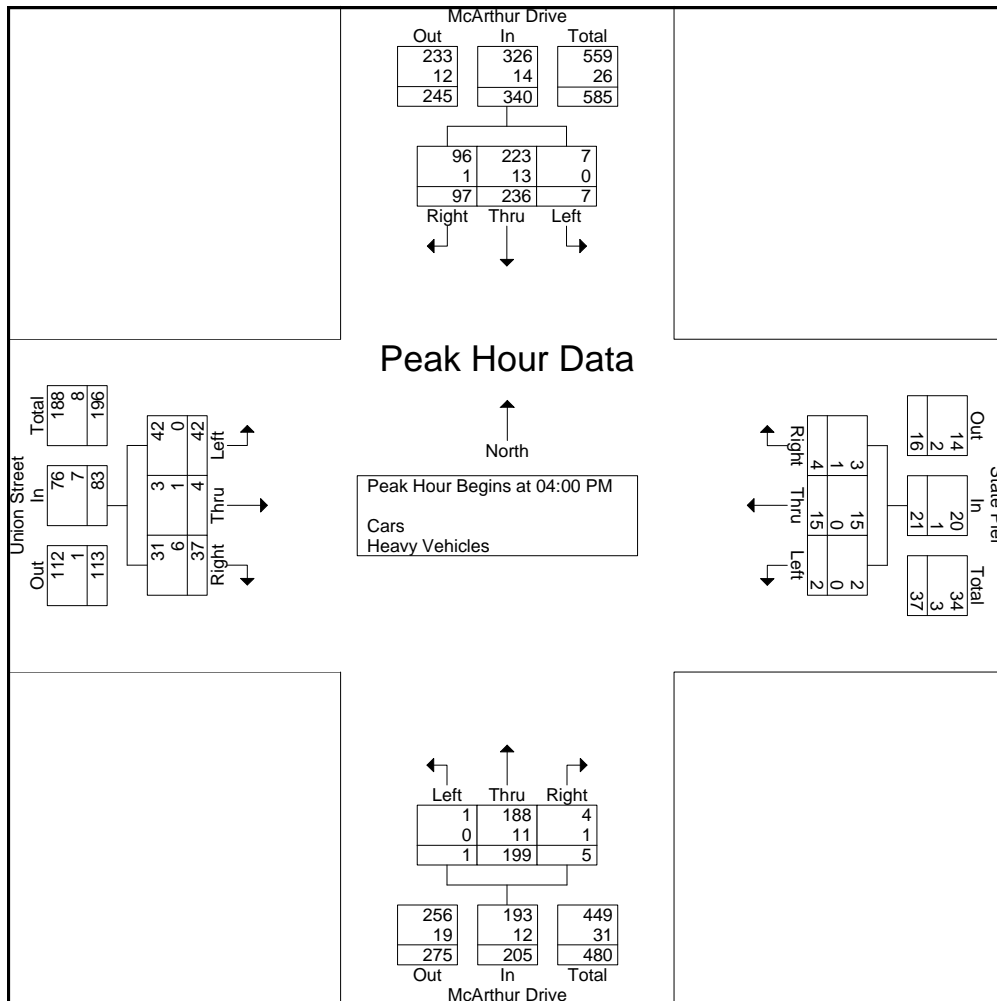 McArthur Drive
Out In Total
233 326 559
12 14 26
245 340 585
96 223 7
1 13 0
97 236 7
Right Thru Left
Peak Hour Data
North
Peak Hour Begins at 04:00 PM
Cars
Heavy Vehicles
Union Street
Total In Out
188 76 112
8 7 1
196 83 113
42 3 31
0 1 6
42 4 37
Left Thru Right
Right Thru Left
3 15 2
1 0 0
4 15 2
Out In Total
14 20 34
2 1 3
16 21 37
State
Left Thru Right
1 188 4
0 11 1
1 199 5
256 193 449
19 12 31
275 205 480
Out In Total
McArthur Drive